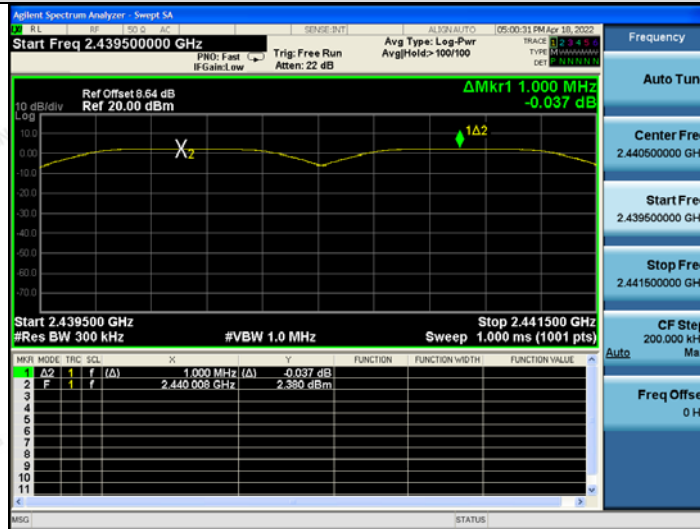 Agilent Spectrum Analyzer - Swept SA
RL RF 50 Ω AC SENSE:INT ALIGNAUTO 05:00:31 PM Apr 18, 2022
Start Freq 2.439500000 GHz
PNO: Fast
IFGain:Low
Trig: Free Run
Atten: 22 dB
Avg Type: Log-Pwr
Avg|Hold:> 100/100
TRACE 1 2 3 4 5 6
TYPE
DET P N N N N N
ΔMkr1 1.000 MHz
-0.037 dB
Ref Offset 8.64 dB
10 dB/div Ref 20.00 dBm
Log
10.0
0.00
-10.0
-20.0
-30.0
-40.0
-50.0
-60.0
-70.0
X2
1Δ2
Start 2.439500 GHz Stop 2.441500 GHz
#Res BW 300 kHz #VBW 1.0 MHz Sweep 1.000 ms (1001 pts)
MKR MODE TRC SCL X Y FUNCTION FUNCTION WIDTH FUNCTION VALUE
1 Δ2 1 f (Δ) 1.000 MHz (Δ) -0.037 dB
2 F 1 f 2.440 008 GHz 2.380 dBm
3
4
5
6
7
8
9
10
11
MSG STATUS
Frequency
Auto Tun
Center Fre
2.440500000 GH
Start Fre
2.439500000 GH
Stop Fre
2.441500000 GH
CF Ste
200.000 kH
Auto Ma
Freq Offse
0 H